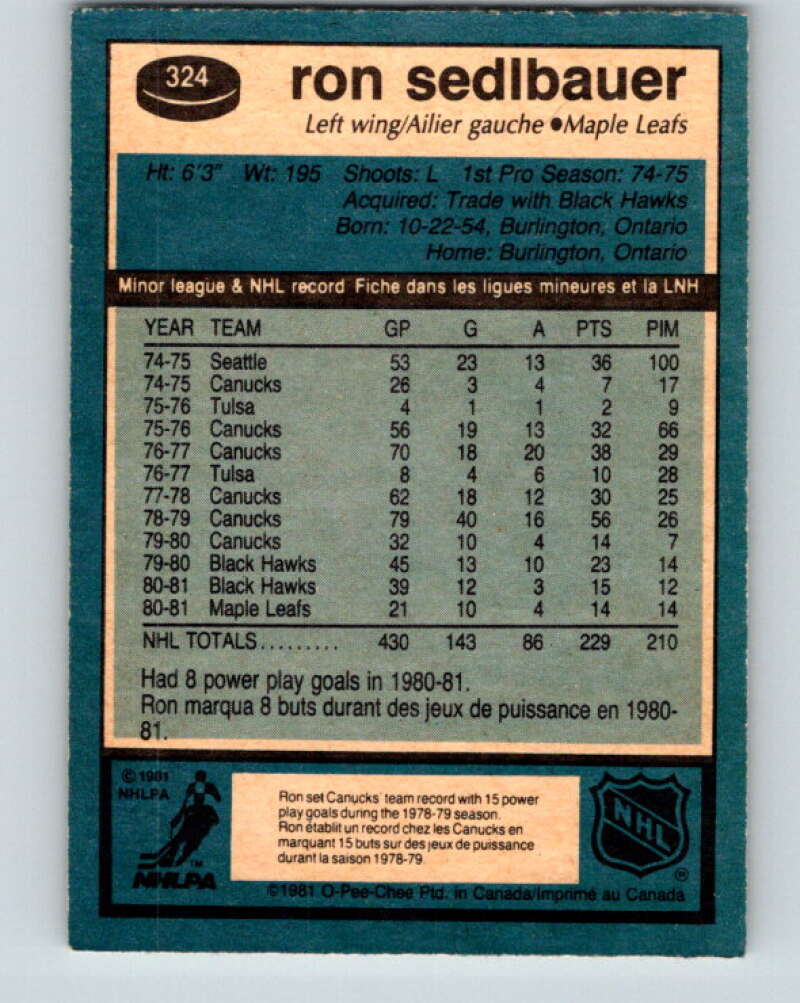 324
ron sedlbauer
Left wing/Ailier gauche ●Maple Leafs
Ht: 6'3" Wt: 195 Shoots: L 1st Pro Season: 74-75
Acquired: Trade with Black Hawks
Born: 10-22-54, Burlington, Ontario
Home: Burlington, Ontario
Minor league & NHL record Fiche dans les ligues mineures et la LNH
YEAR TEAM GP G A PTS PIM
74-75 Seattle 53 23 13 36 100
74-75 Canucks 26 3 4 7 17
75-76 Tulsa 4 1 1 2 9
75-76 Canucks 56 19 13 32 66
76-77 Canucks 70 18 20 38 29
76-77 Tulsa 8 4 6 10 28
77-78 Canucks 62 18 12 30 25
78-79 Canucks 79 40 16 56 26
79-80 Canucks 32 10 4 14 7
79-80 Black Hawks 45 13 10 23 14
80-81 Black Hawks 39 12 3 15 12
80-81 Maple Leafs 21 10 4 14 14
NHL TOTALS......... 430 143 86 229 210
Had 8 power play goals in 1980-81.
Ron marqua 8 buts durant des jeux de puissance en 1980-
81.
© 1981
NHLPA
TM
NHLPA
Ron set Canucks' team record with 15 power
play goals during the 1978-79 season.
Ron établit un record chez les Canucks en
marquant 15 buts sur des jeux de puissance
durant la saison 1978-79.
NHL
®
©1981 O-Pee-Chee Ptd. in Canada/Imprimé au Canada